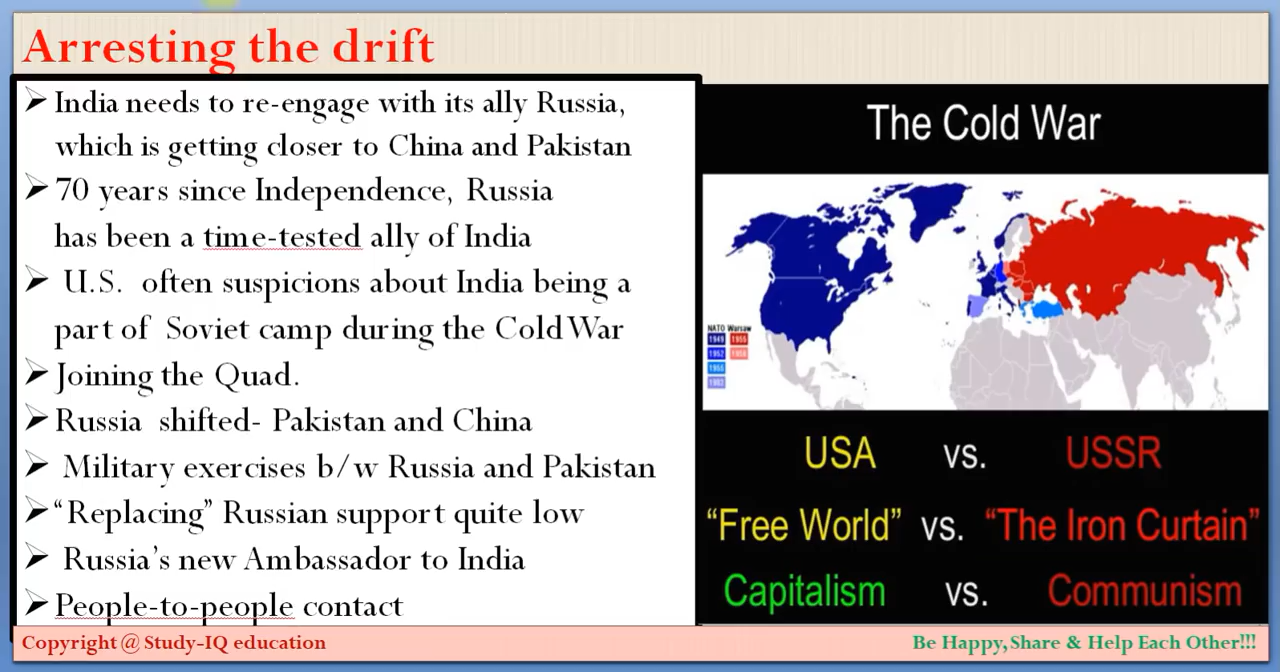 Arresting the drift
➢ India needs to re-engage with its ally Russia,
which is getting closer to China and Pakistan
➢ 70 years since Independence, Russia
has been a time-tested ally of India
➢ U.S. often suspicions about India being a
part of Soviet camp during the Cold War
➢ Joining the Quad.
➢ Russia shifted- Pakistan and China
➢ Military exercises b/w Russia and Pakistan
➢ “Replacing” Russian support quite low
➢ Russia’s new Ambassador to India
➢ People-to-people contact
The Cold War
NATO Warsaw
1949 1955
1952 1956
1955
1982
USA vs. USSR
“Free World” vs. “The Iron Curtain”
Capitalism vs. Communism
Copyright @ Study-IQ education
Be Happy, Share & Help Each Other!!!